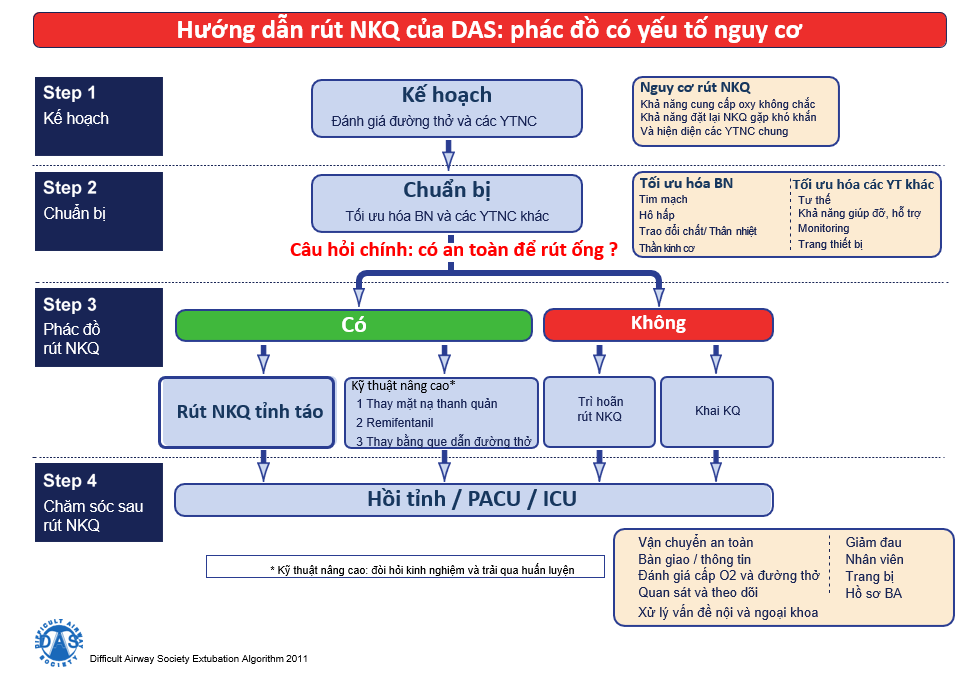 Hướng dẫn rút NKQ của DAS: phác đồ có yếu tố nguy cơ
Step 1
Kế hoạch
Kế hoạch
Đánh giá đường thở và các YTNC
Nguy cơ rút NKQ
Khả năng cung cấp oxy không chắc
Khả năng đặt lại NKQ gặp khó khăn
Và hiện diện các YTNC chung
Step 2
Chuẩn bị
Chuẩn bị
Tối ưu hóa BN và các YTNC khác
Tối ưu hóa BN
Tim mạch
Hô hấp
Trao đổi chất/ Thân nhiệt
Thần kinh cơ
Tối ưu hóa các YT khác
Tư thế
Khả năng giúp đỡ, hỗ trợ
Monitoring
Trang thiết bị
Câu hỏi chính: có an toàn để rút ống ?
Step 3
Phác đồ
rút NKQ
Có
Không
Rút NKQ tỉnh táo
Kỹ thuật nâng cao*
1 Thay mặt nạ thanh quản
2 Remifentanil
3 Thay bằng que dẫn đường thở
Trì hoãn
rút NKQ
Khai KQ
Step 4
Chăm sóc sau
rút NKQ
Hồi tỉnh / PACU / ICU
Vận chuyển an toàn
Bàn giao / thông tin
Đánh giá cấp O2 và đường thở
Quan sát và theo dõi
Xử lý vấn đề nội và ngoại khoa
Giảm đau
Nhân viên
Trang bị
Hồ sơ BA
* Kỹ thuật nâng cao: đòi hỏi kinh nghiệm và trải qua huấn luyện
DIFFICULT AIRWAY
DAS
SOCIETY
Difficult Airway Society Extubation Algorithm 2011